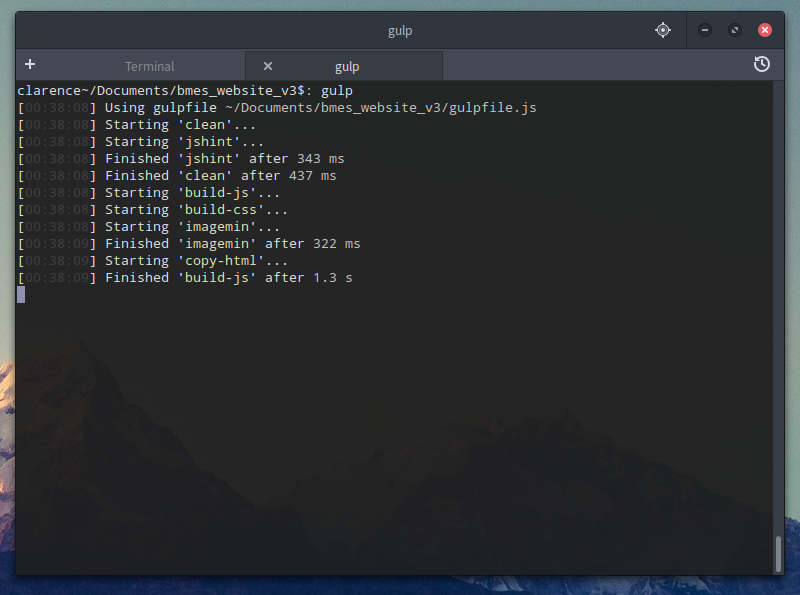 gulp
Terminal
gulp
clarence~/Documents/bmes_website_v3$: gulp
[00:38:08] Using gulpfile ~/Documents/bmes_website_v3/gulpfile.js
[00:38:08] Starting 'clean'...
[00:38:08] Starting 'jshint'...
[00:38:08] Finished 'jshint' after 343 ms
[00:38:08] Finished 'clean' after 437 ms
[00:38:08] Starting 'build-js'...
[00:38:08] Starting 'build-css'...
[00:38:08] Starting 'imagemin'...
[00:38:09] Finished 'imagemin' after 322 ms
[00:38:09] Starting 'copy-html'...
[00:38:09] Finished 'build-js' after 1.3 s